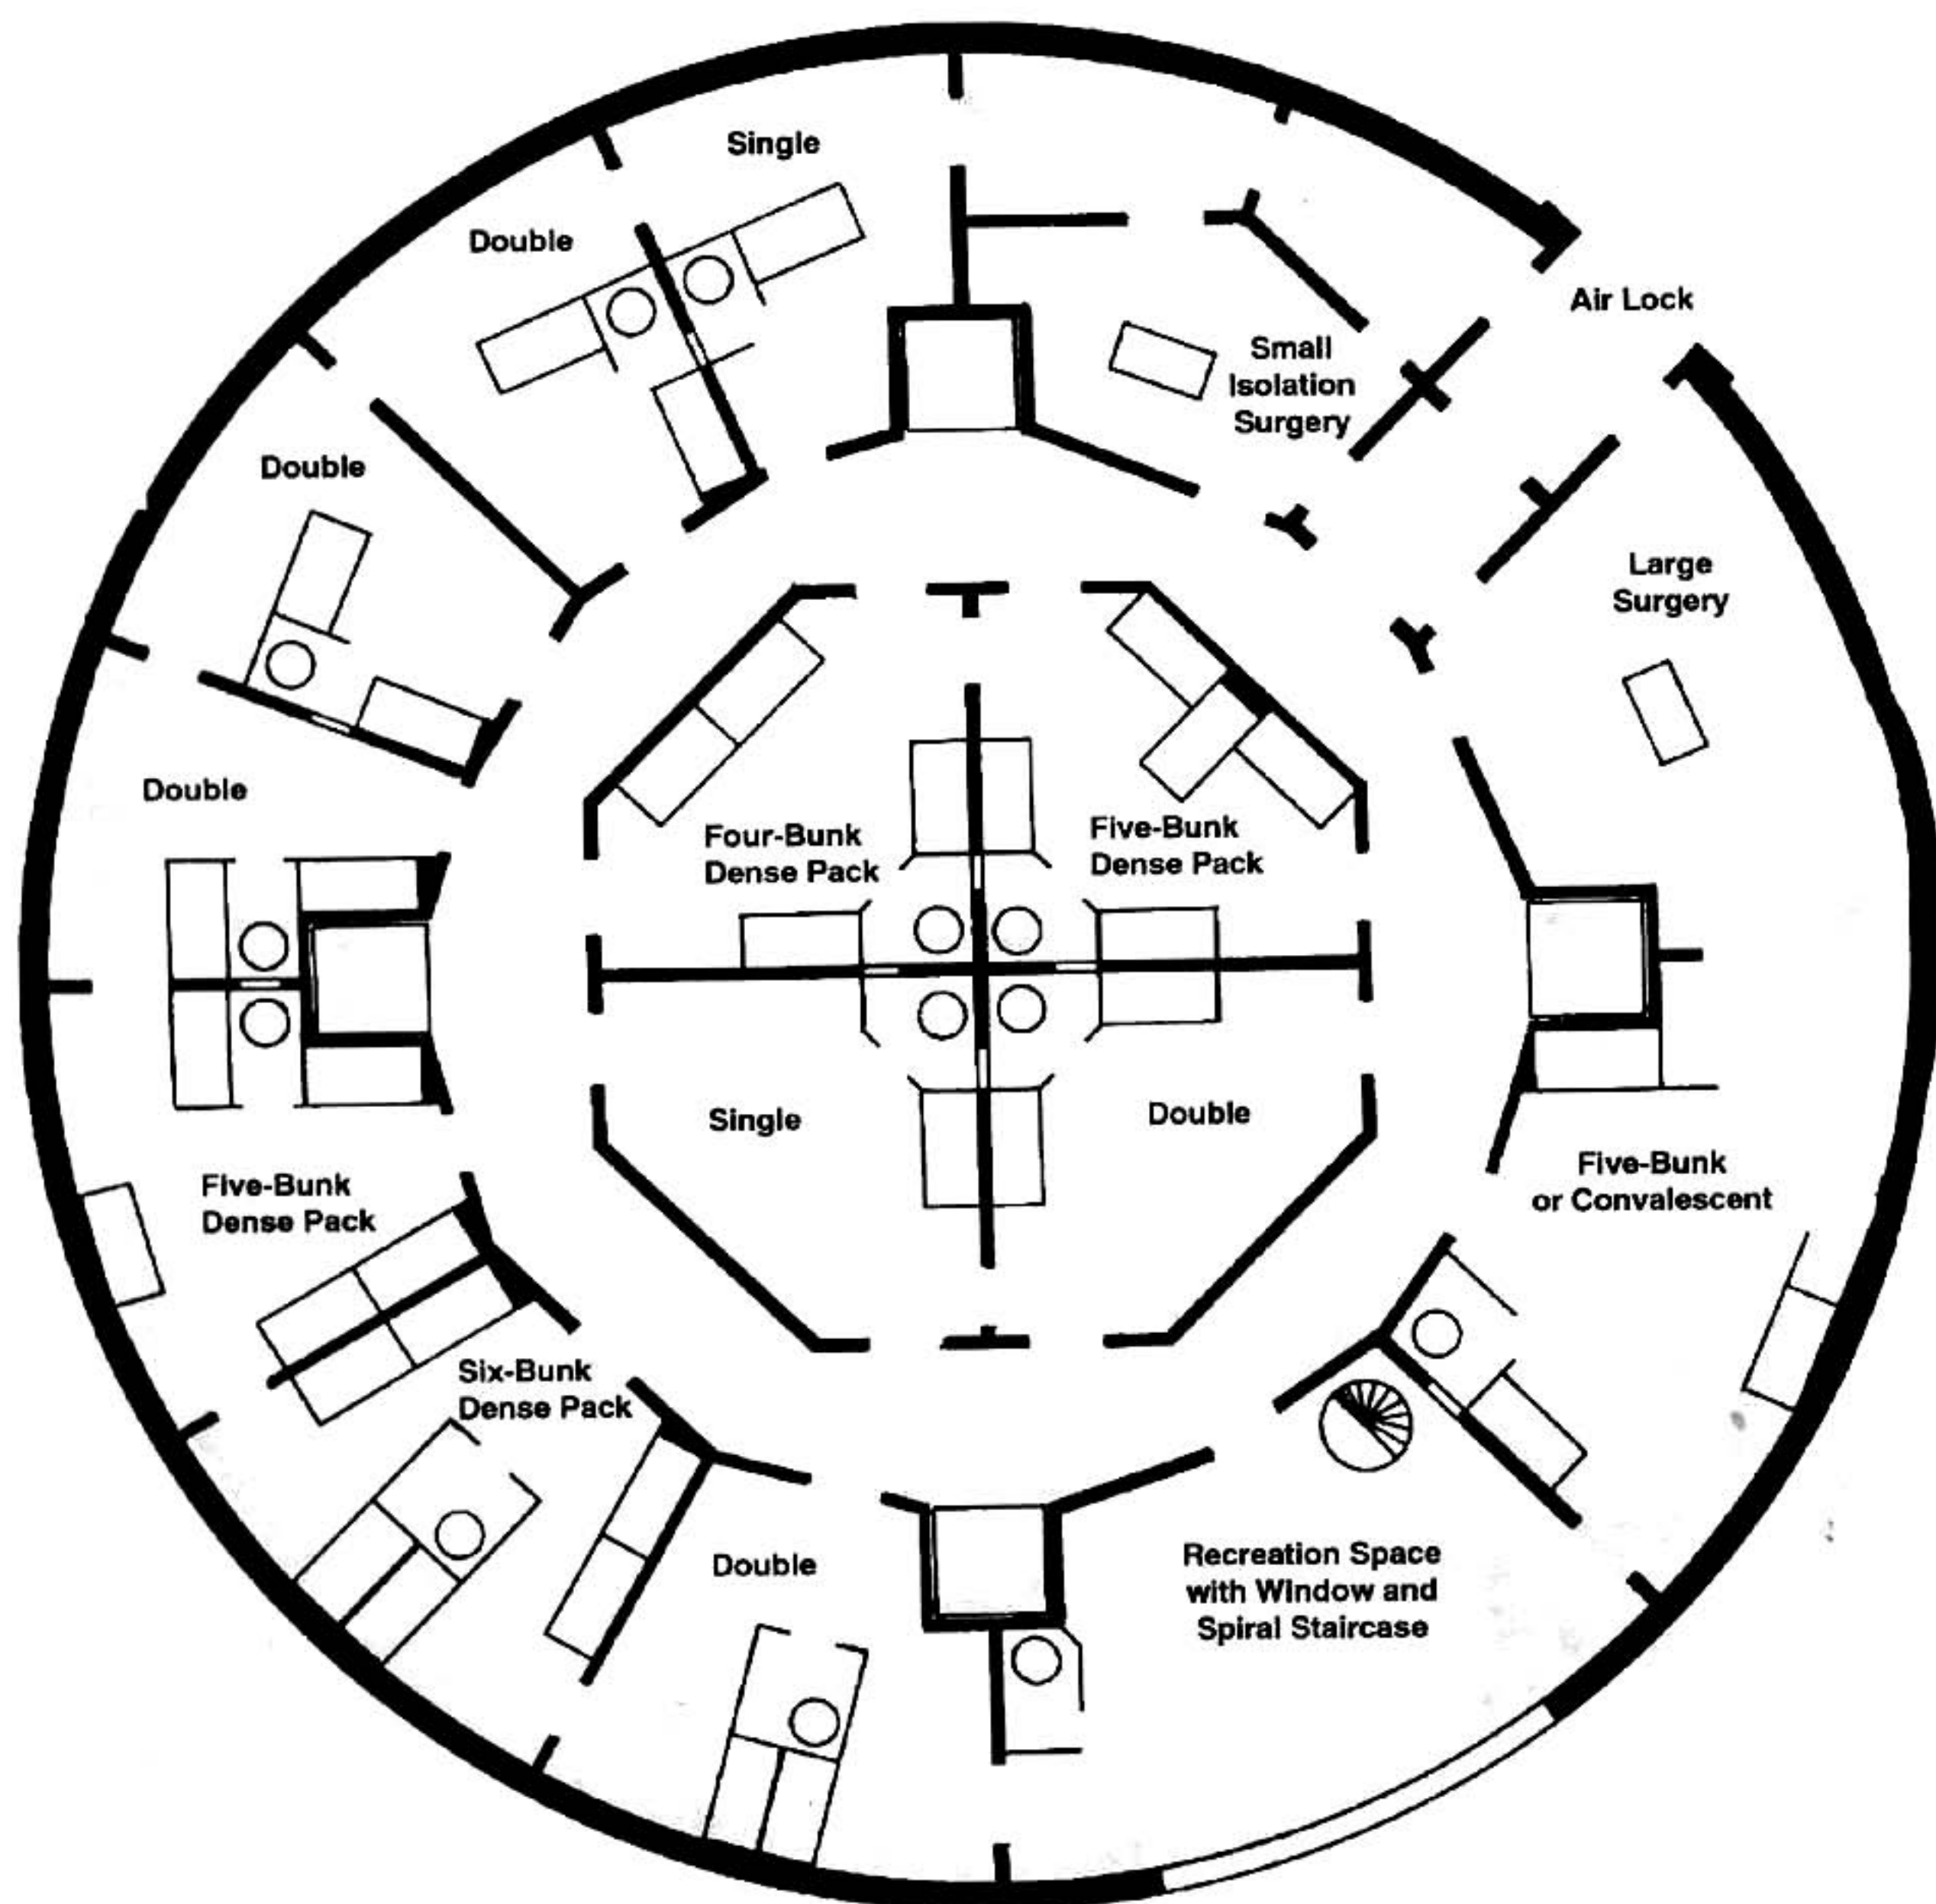 Single
Double
Air Lock
Small
Isolation
Surgery
Double
Large
Surgery
Double
Four-Bunk
Dense Pack
Five-Bunk
Dense Pack
Single
Double
Five-Bunk
Dense Pack
Five-Bunk
or Convalescent
Six-Bunk
Dense Pack
Double
Recreation Space
with Window and
Spiral Staircase